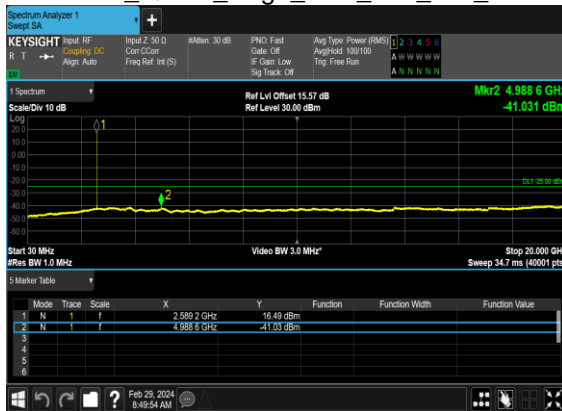 Spectrum Analyzer 1
Swept SA
+
KEYSIGHT Input: RF Input Z: 50 Ω #Atten: 30 dB PNO: Fast Avg Type: Power (RMS) 1 2 3 4 5 6
R T Coupling: DC Corr CCorr Gate: Off Avg|Hold: 100/100 A W W W W W
Align: Auto Freq Ref: Int (S) IF Gain: Low Trig: Free Run
Sig Track: Off A N N N N N
1 Spectrum Ref Lvl Offset 15.57 dB Mkr2 4.988 6 GHz
Scale/Div 10 dB Ref Level 30.00 dBm -41.031 dBm
Log
20.0 1
10.0
0.00
-10.0
-20.0 DL1 -25.00 dBm
-30.0
-40.0 2
-50.0
-60.0
Start 30 MHz Video BW 3.0 MHz* Stop 20.000 GH
#Res BW 1.0 MHz Sweep 34.7 ms (40001 pts
5 Marker Table
Mode Trace Scale X Y Function Function Width Function Value
1 N 1 f 2.589 2 GHz 16.49 dBm
2 N 1 f 4.988 6 GHz -41.03 dBm
3
4
5
6
? Feb 29, 2024
8:49:54 AM